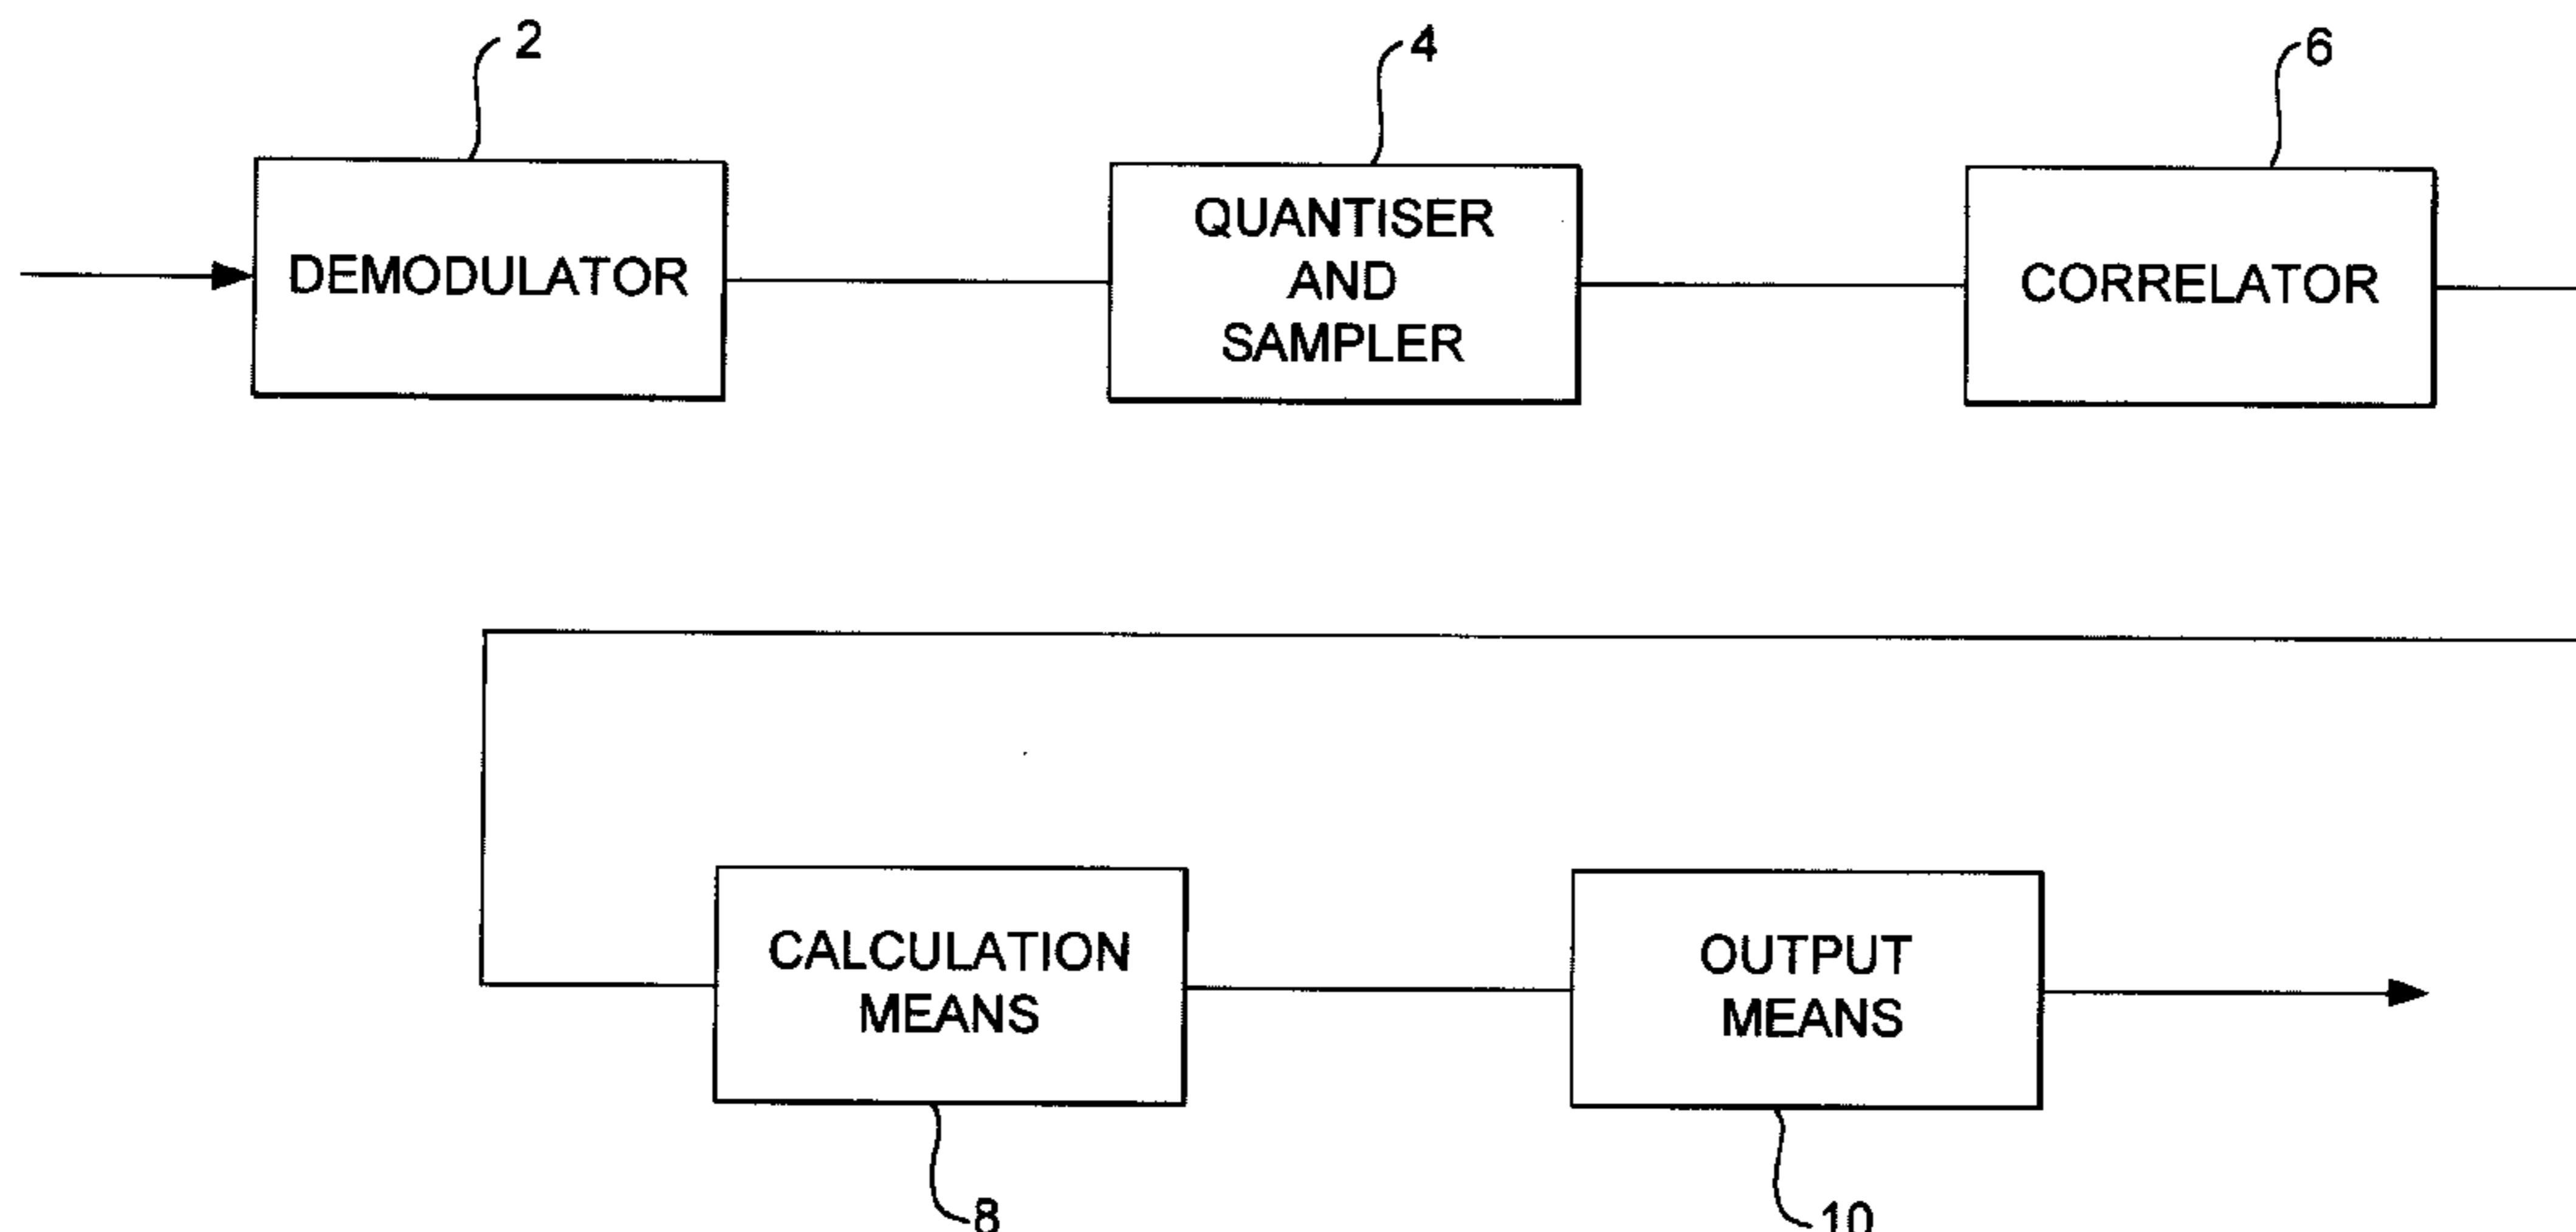 2
4
6
DEMODULATOR
QUANTISER
AND
SAMPLER
CORRELATOR
CALCULATION
MEANS
OUTPUT
MEANS
8
10